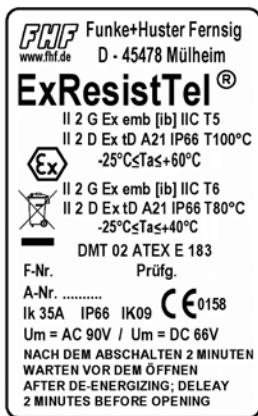 FHF Funke+Huster Fernsig
www.fhf.de D - 45478 Mülheim
ExResistTel®
II 2 G Ex emb [ib] IIC T5
II 2 D Ex tD A21 IP66 T100°C
-25°C≤Ta≤+60°C
Ex
II 2 G Ex emb [ib] IIC T6
II 2 D Ex tD A21 IP66 T80°C
-25°C≤Ta≤+40°C
DMT 02 ATEX E 183
F-Nr. Prüfg.
A-Nr. ..........
Ik 35A IP66 IK09 CE 0158
Um = AC 90V / Um = DC 66V
NACH DEM ABSCHALTEN 2 MINUTEN
WARTEN VOR DEM ÖFFNEN
AFTER DE-ENERGIZING; DELEAY
2 MINUTES BEFORE OPENING